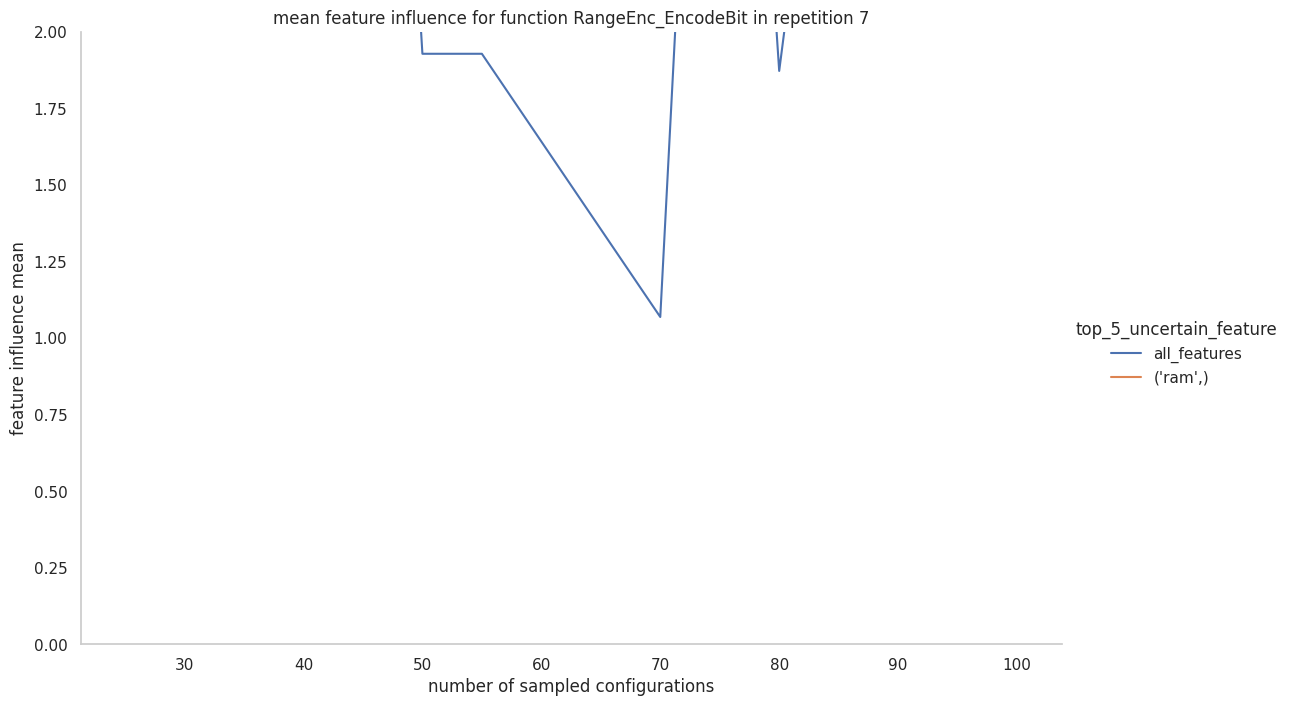 mean feature influence for function RangeEnc_EncodeBit in repetition 7
2.00
1.75
1.50
1.25
1.00
0.75
0.50
0.25
0.00
feature influence mean
30 40 50 60 70 80 90 100
number of sampled configurations
top_5_uncertain_feature
all_features
('ram',)